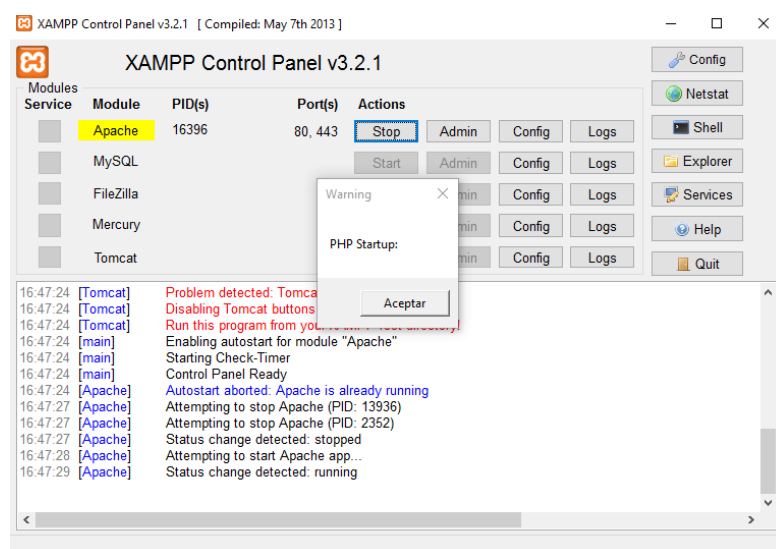 XAMPP Control Panel v3.2.1 [ Compiled: May 7th 2013 ]
XAMPP Control Panel v3.2.1
Config
Modules
Service Module PID(s) Port(s) Actions
Netstat
Apache 16396 80, 443 Stop Admin Config Logs
Shell
MySQL Start Admin Config Logs
Explorer
FileZilla Config Logs
Services
Mercury Config Logs
Help
Tomcat Config Logs
Quit
Warning
PHP Startup:
Aceptar
16:47:24 [Tomcat] Problem detected:
16:47:24 [Tomcat] Disabling Tomcat buttons
16:47:24 [Tomcat] Run this program from
16:47:24 [main] Enabling autostart for module "Apache"
16:47:24 [main] Starting Check-Timer
16:47:24 [main] Control Panel Ready
16:47:24 [Apache] Autostart aborted: Apache is already running
16:47:27 [Apache] Attempting to stop Apache (PID: 13936)
16:47:27 [Apache] Attempting to stop Apache (PID: 2352)
16:47:27 [Apache] Status change detected: stopped
16:47:28 [Apache] Attempting to start Apache app...
16:47:29 [Apache] Status change detected: running